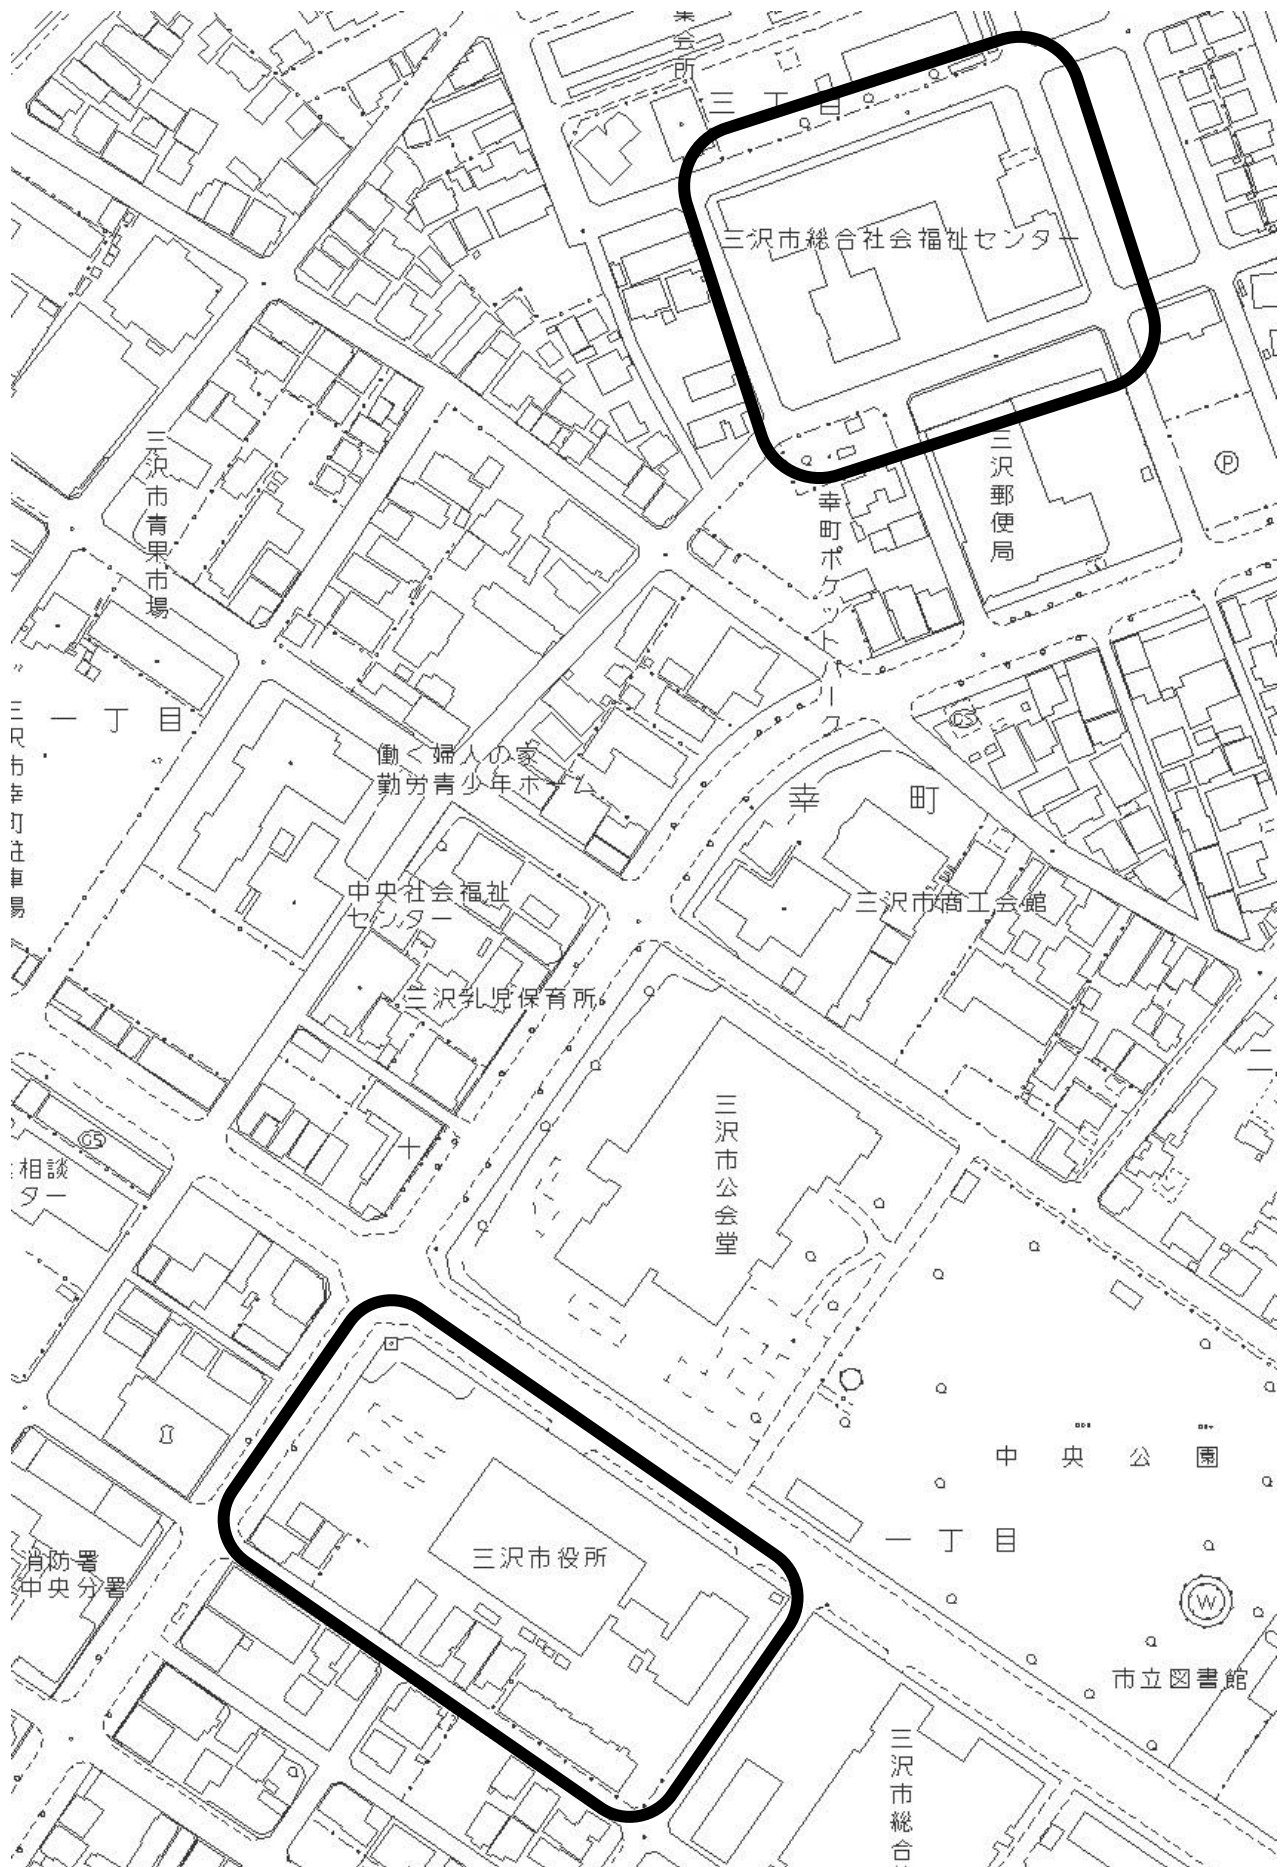 集会所
三丁目
三沢市総合社会福祉センター
三沢市青果市場
三沢郵便局
P
幸町ポケットパーク
一丁目
三沢市幸町駐車場
働く婦人の家
勤労青少年ホーム
GS
幸町
中央社会福祉
センター
三沢市商工会館
三沢乳児保育所
二
三沢市公会堂
GS
相談
ター
中央公園
一丁目
三沢市役所
消防署
中央分署
W
市立図書館
三沢市総合